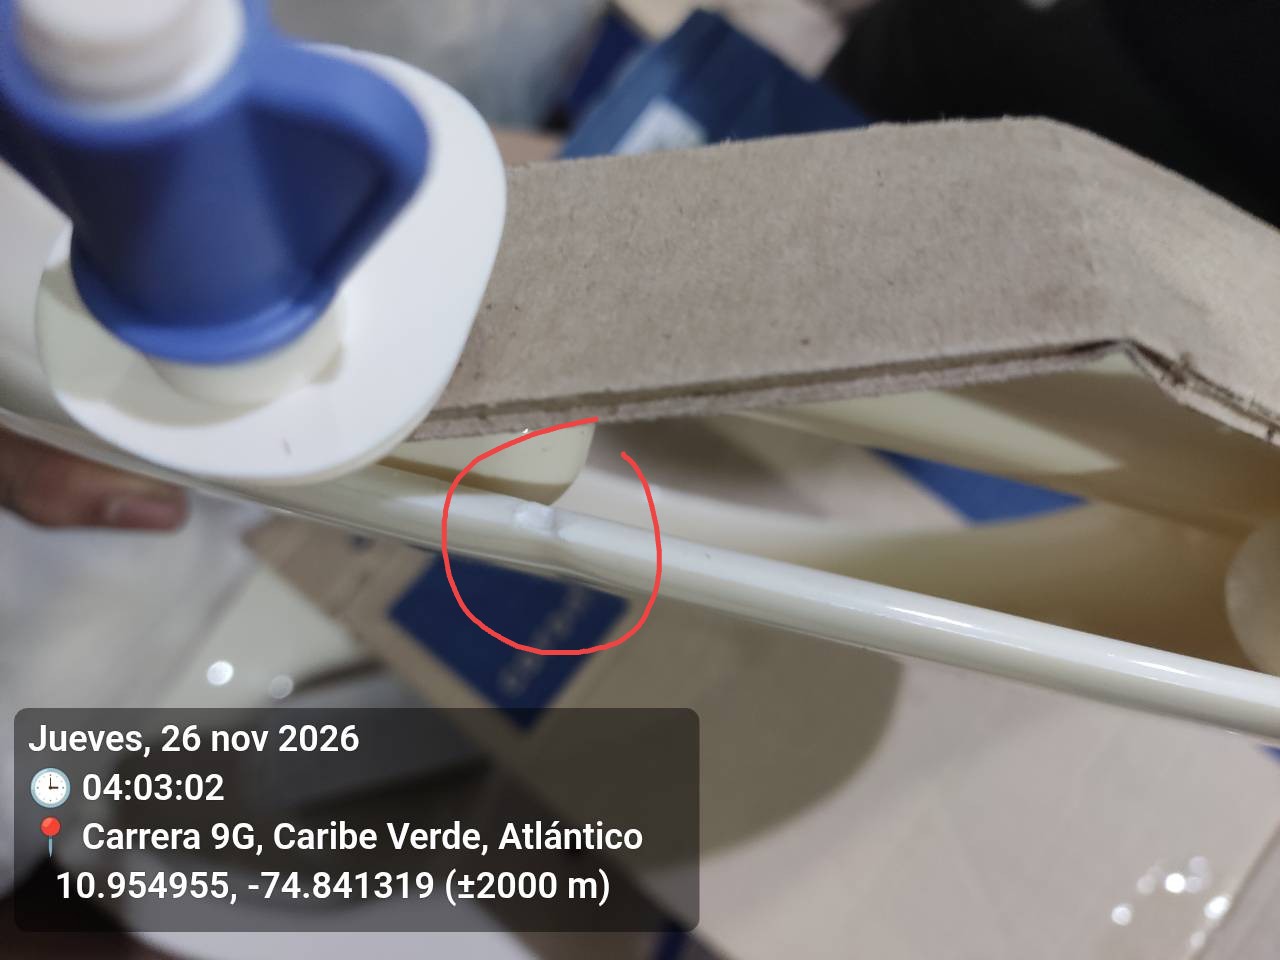 Jueves, 26 nov 2026
04:03:02
Carrera 9G, Caribe Verde, Atlántico
10.954955, -74.841319 (±2000 m)